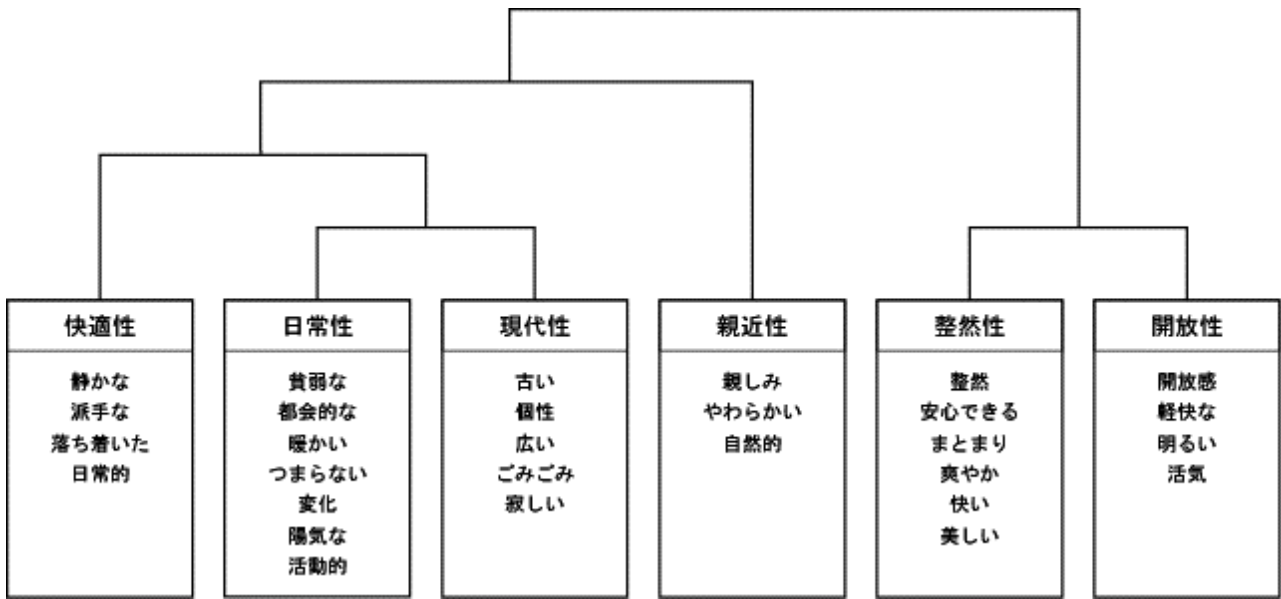 快適性
静かな
派手な
落ち着いた
日常的
日常性
貧弱な
都会的な
暖かい
つまらない
変化
陽気な
活動的
現代性
古い
個性
広い
ごみごみ
寂しい
親近性
親しみ
やわらかい
自然的
整然性
整然
安心できる
まとまり
爽やか
快い
美しい
開放性
開放感
軽快な
明るい
活気